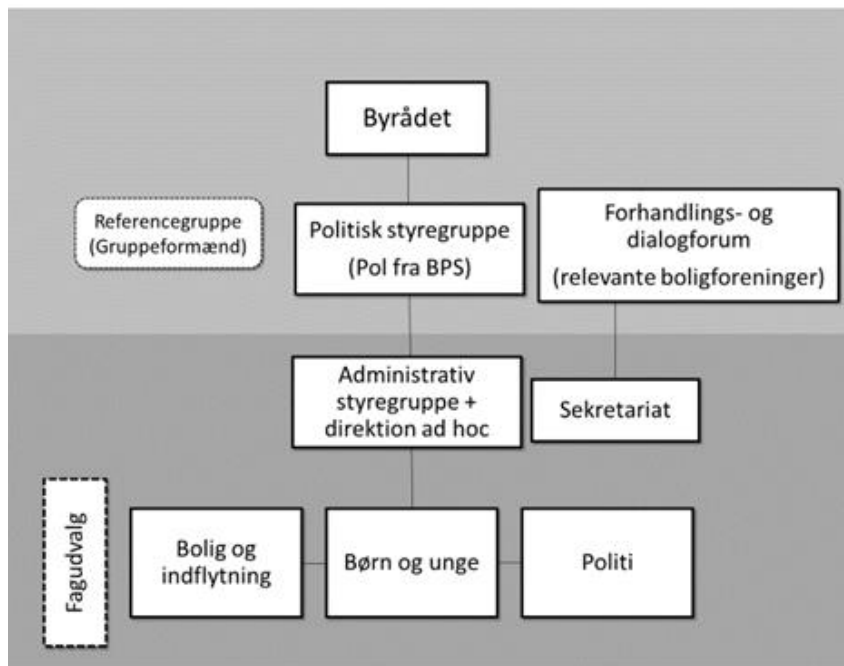 Byrådet
Referencegruppe
(Gruppeformænd)
Politisk styregruppe
(Pol fra BPS)
Forhandlings- og
dialogforum
(relevante boligforeninger)
Administrativ
styregruppe +
direktion ad hoc
Sekretariat
Fagudvalg
Bolig og
indflytning
Børn og unge
Politi